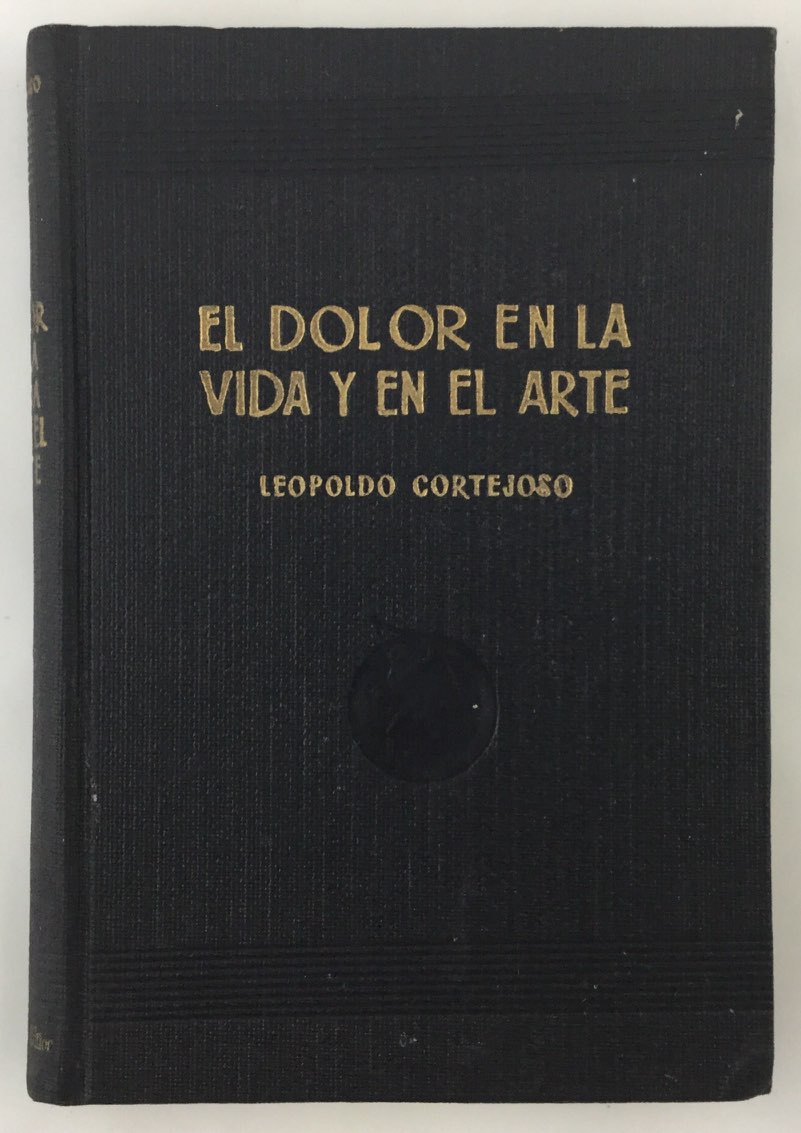 EL DOLOR EN LA
VIDA Y EN EL ARTE
LEOPOLDO CORTEJOSO